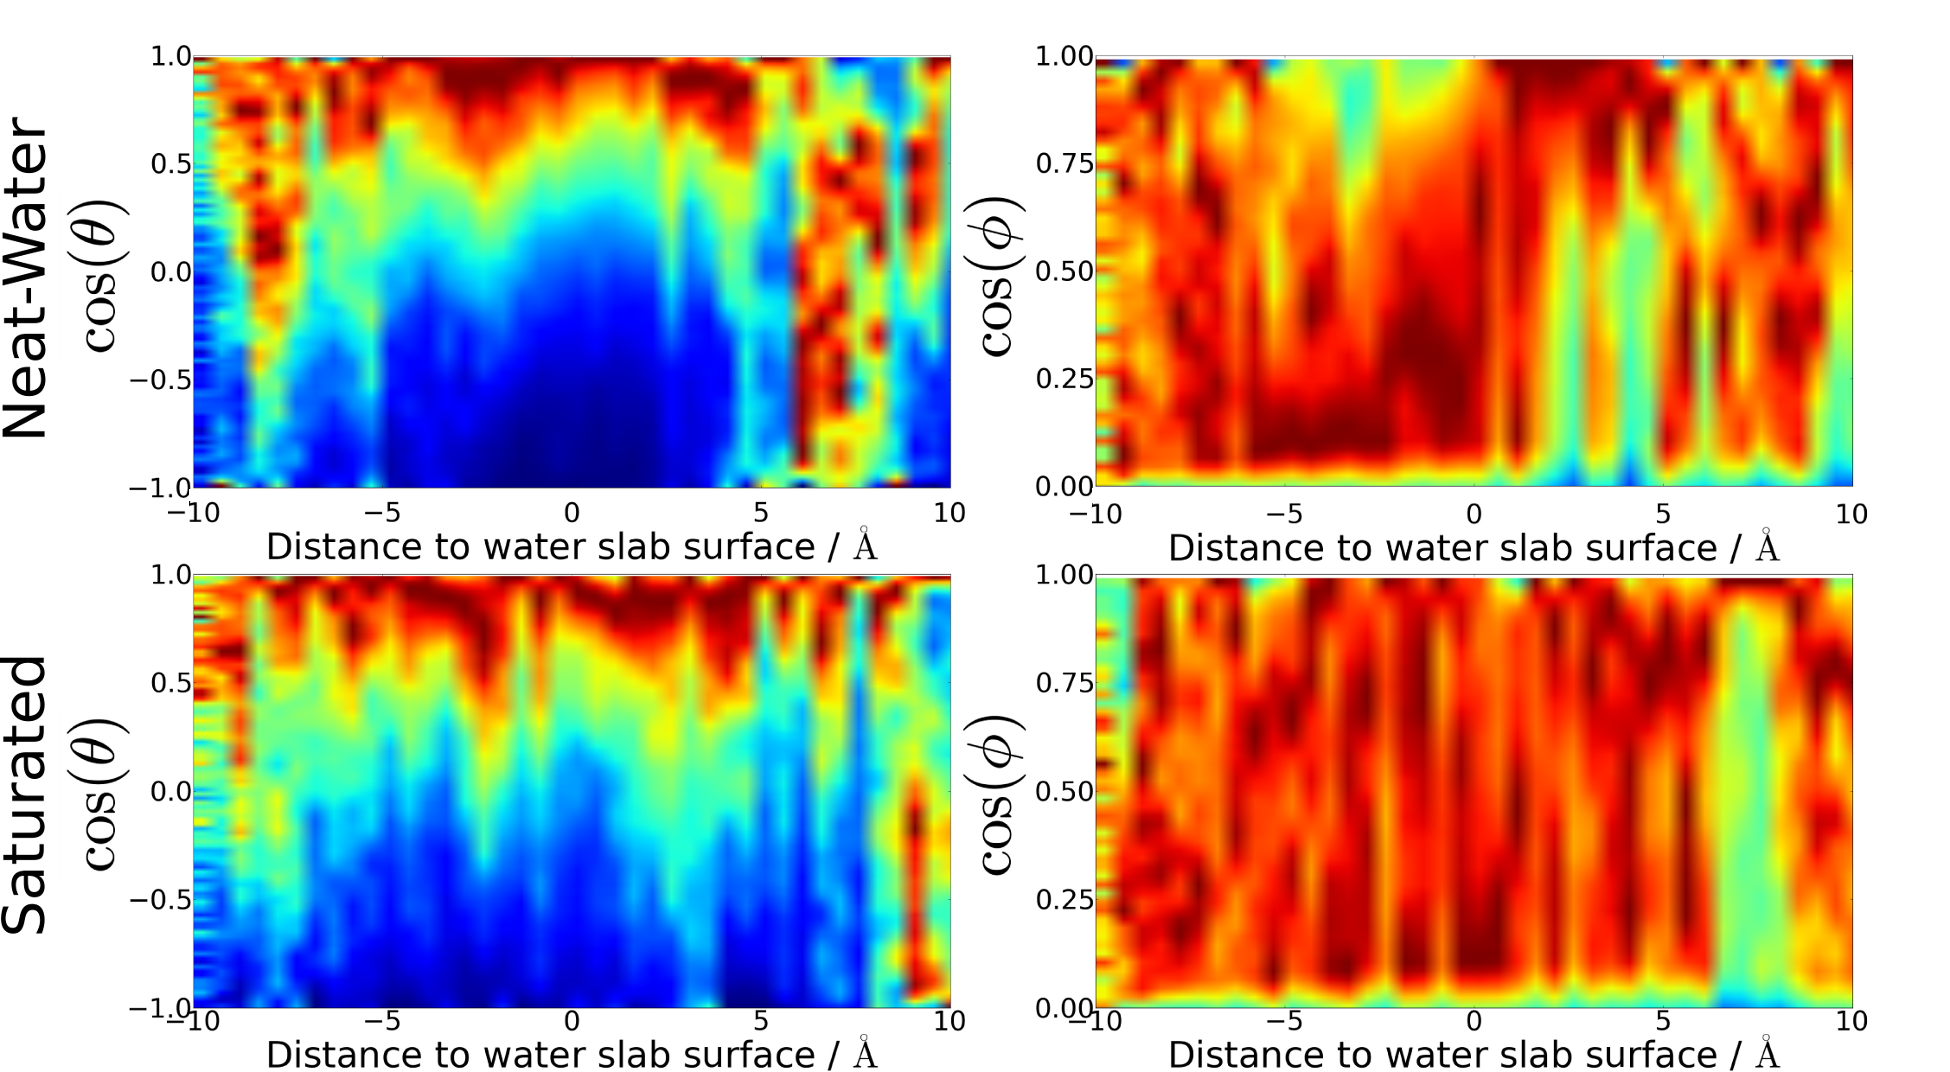 Neat-Water
1.0
0.5
0.0
−0.5
−1.0
cos(θ)
−10 −5 0 5 10
Distance to water slab surface / Å
1.00
0.75
0.50
0.25
0.00
cos(ϕ)
−10 −5 0 5 10
Distance to water slab surface / Å
Saturated
1.0
0.5
0.0
−0.5
−1.0
cos(θ)
−10 −5 0 5 10
Distance to water slab surface / Å
1.00
0.75
0.50
0.25
0.00
cos(ϕ)
−10 −5 0 5 10
Distance to water slab surface / Å